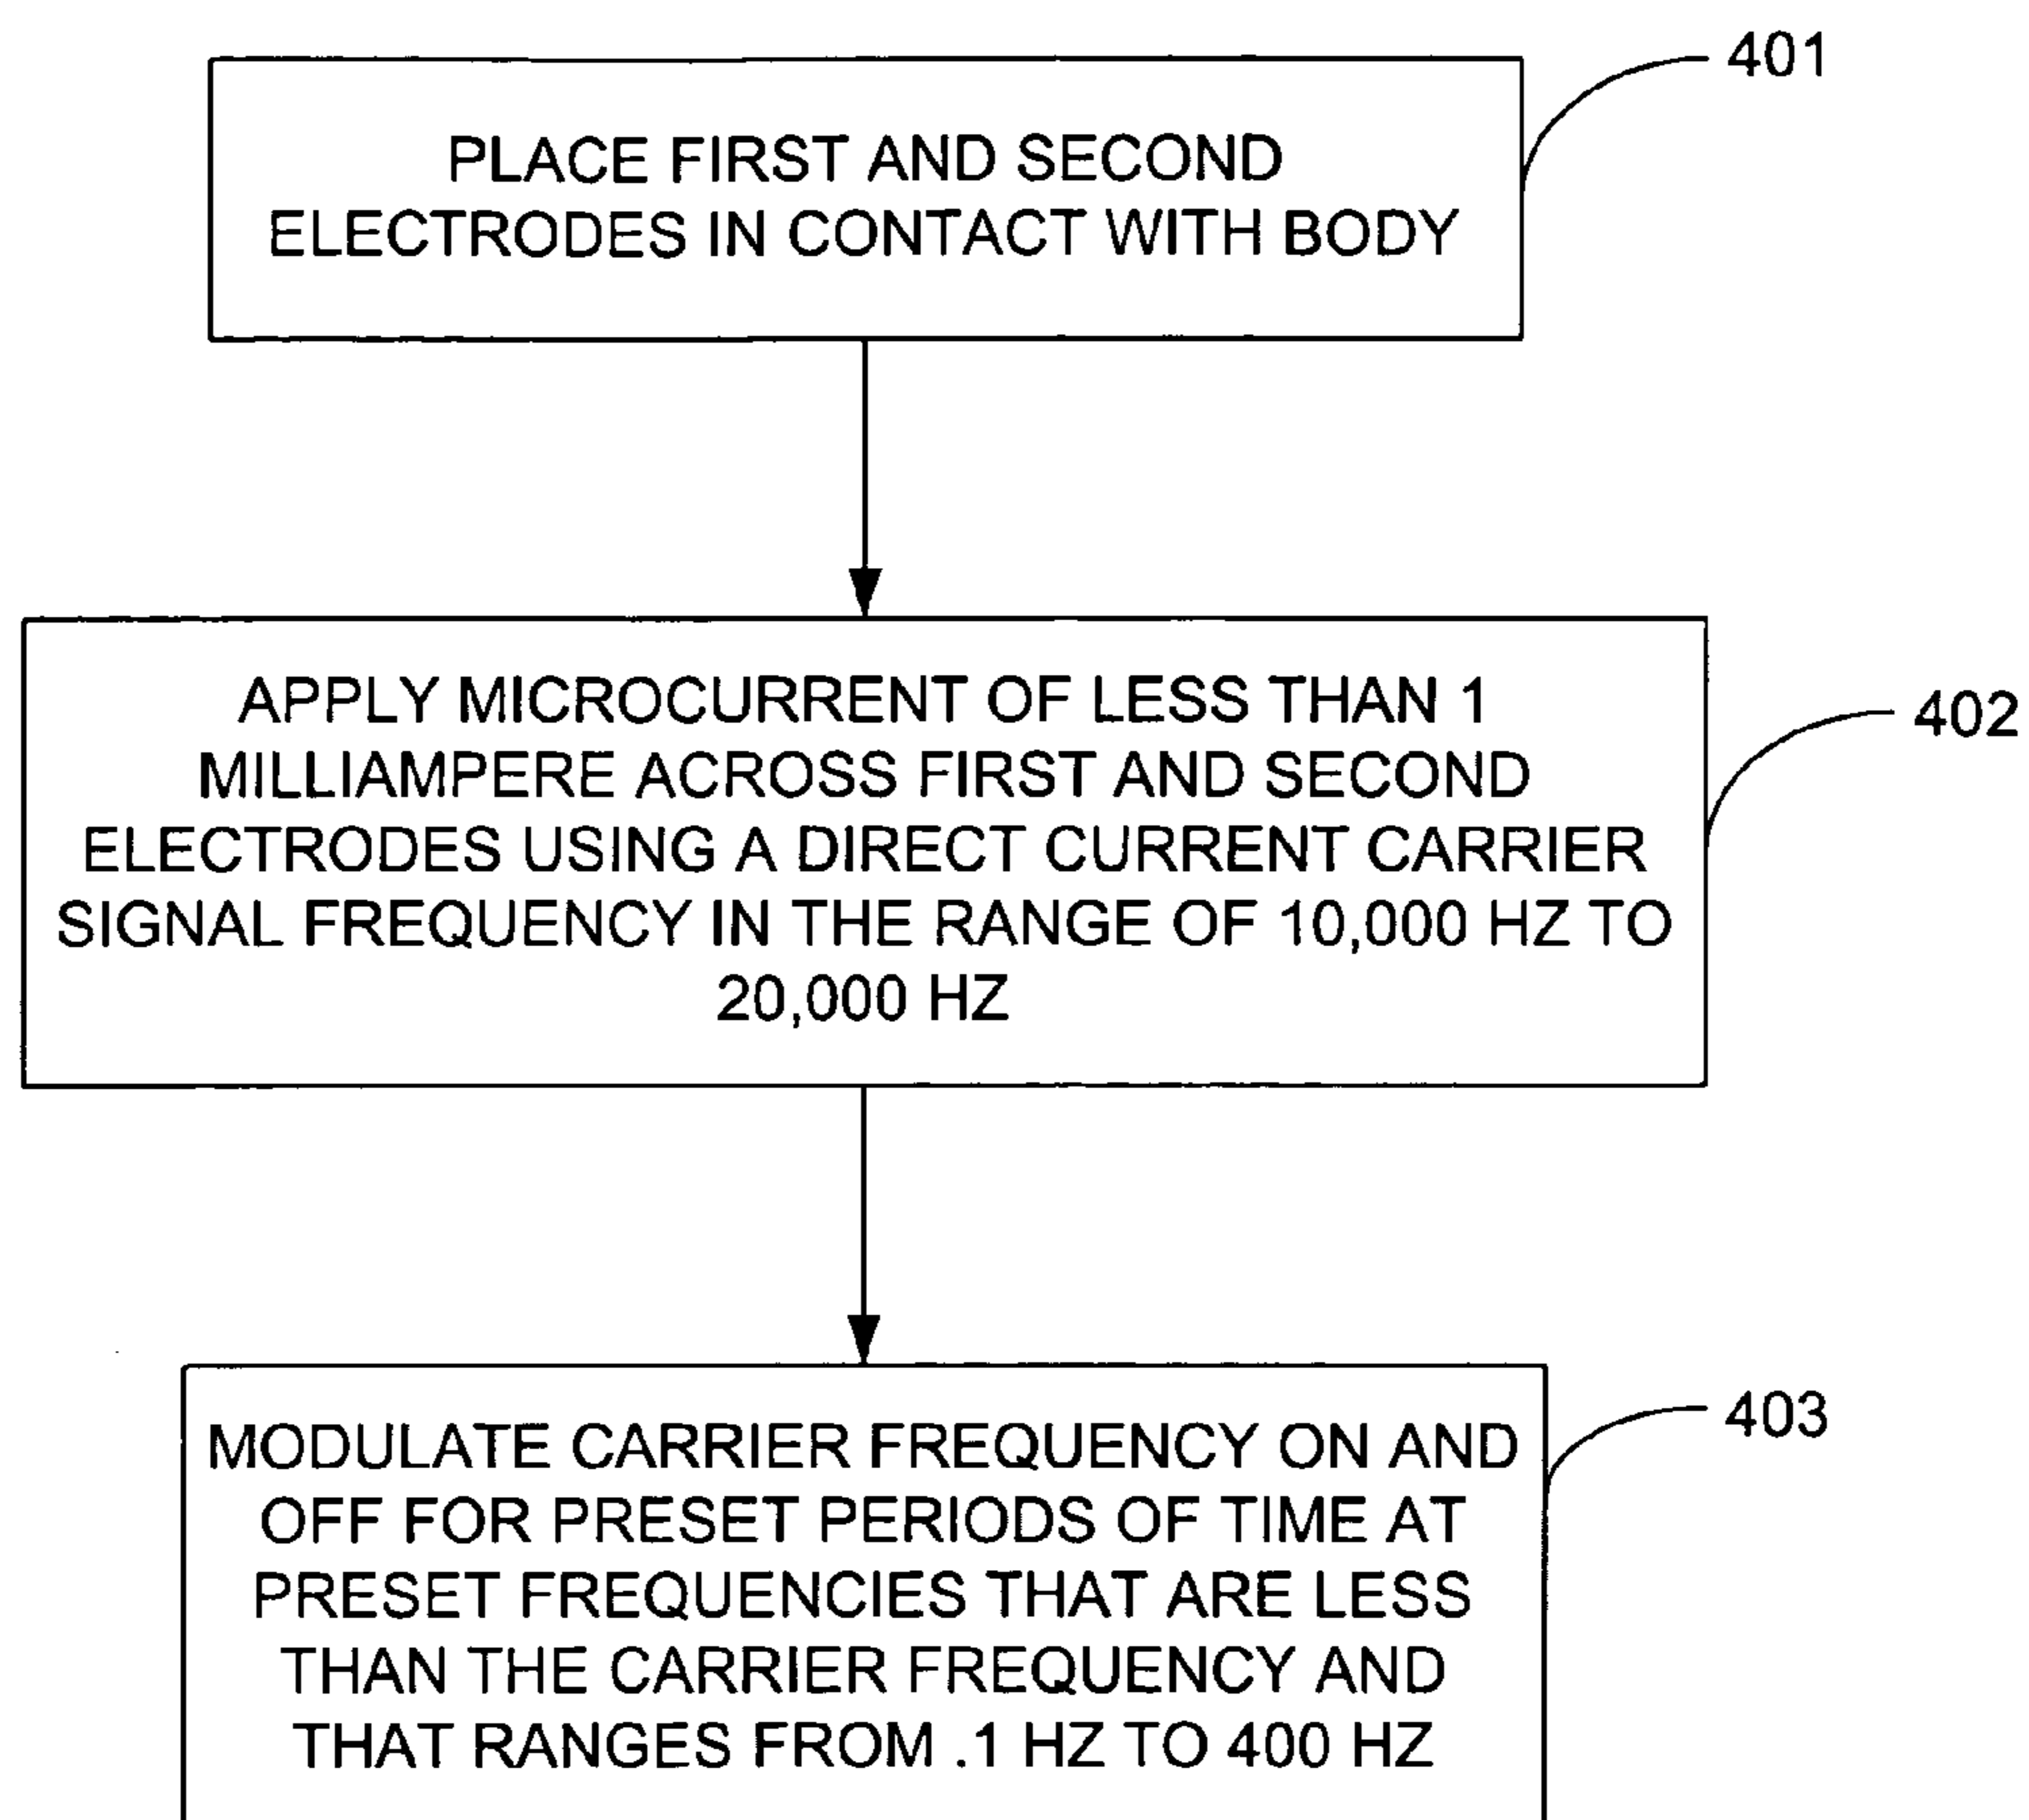 401
PLACE FIRST AND SECOND
ELECTRODES IN CONTACT WITH BODY
APPLY MICROCURRENT OF LESS THAN 1
MILLIAMPERE ACROSS FIRST AND SECOND
ELECTRODES USING A DIRECT CURRENT CARRIER
SIGNAL FREQUENCY IN THE RANGE OF 10,000 HZ TO
20,000 HZ
402
MODULATE CARRIER FREQUENCY ON AND
OFF FOR PRESET PERIODS OF TIME AT
PRESET FREQUENCIES THAT ARE LESS
THAN THE CARRIER FREQUENCY AND
THAT RANGES FROM .1 HZ TO 400 HZ
403